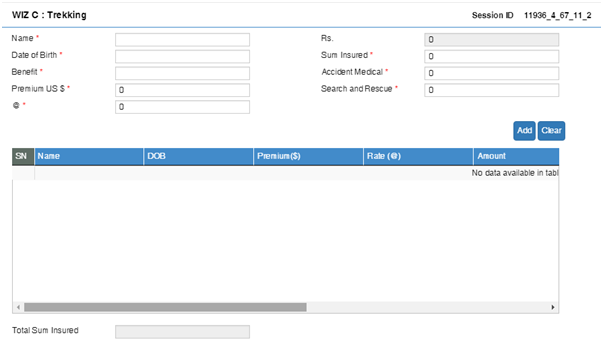 WIZ C : Trekking Session ID 11936_4_67_11_2
Name * Rs. 0
Date of Birth * Sum Insured * 0
Benefit * Accident Medical * 0
Premium US $ * 0 Search and Rescue * 0
@ * 0
Add Clear
SN Name DOB Premium($) Rate (@) Amount
No data available in tabl
Total Sum Insured